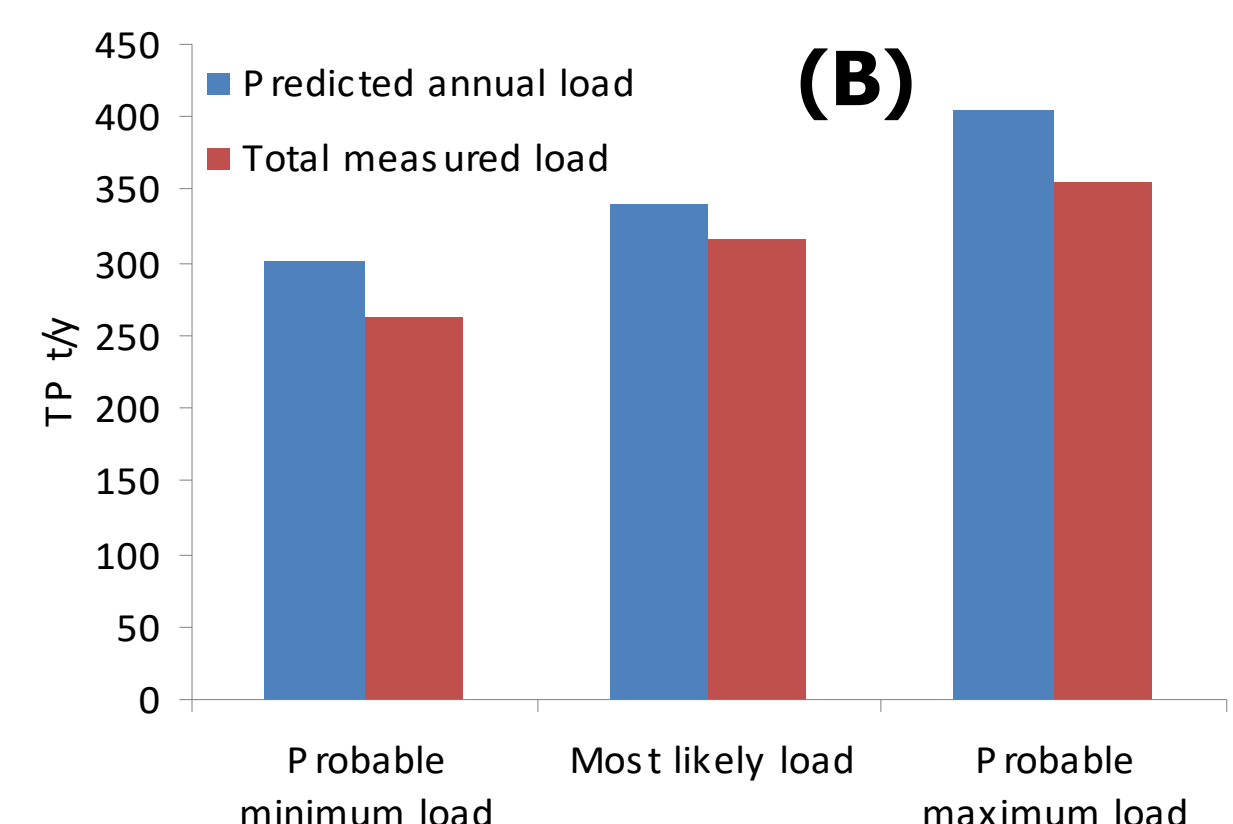 450
400
350
300
250
200
150
100
50
0
TP t/y
Predicted annual load
Total measured load
(B)
Probable
minimum load
Most likely load
Probable
maximum load